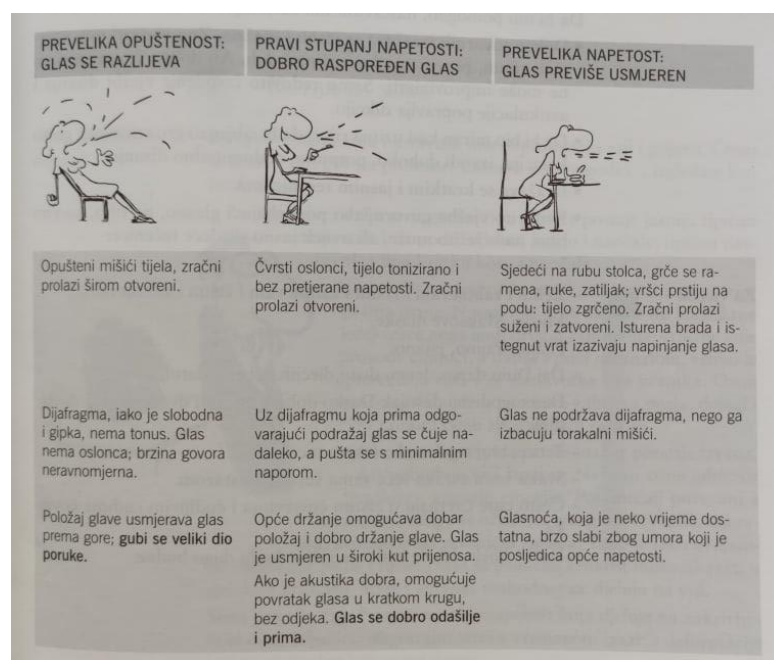 PREVELIKA OPUŠTENOST:
GLAS SE RAZLIJEVA
PRAVI STUPANJ NAPETOSTI:
DOBRO RASPOREĐEN GLAS
PREVELIKA NAPETOST:
GLAS PREVIŠE USMJEREN
Opušteni mišići tijela, zračni
prolazi širom otvoreni.
Čvrsti oslonci, tijelo tonizirano i
bez pretjerane napetosti. Zračni
prolazi otvoreni.
Sjedeći na rubu stolca, grče se ra-
mena, ruke, zatiljak; vršci prstiju na
podu: tijelo zgrčeno. Zračni prolazi
suženi i zatvoreni. Isturena brada i is-
tegnut vrat izazivaju napinjanje glasa.
Dijafragma, iako je slobodna
i gipka, nema tonus. Glas
nema oslonca; brzina govora
neravnomjerna.
Uz dijafragmu koja prima odgo-
varajući podražaj glas se čuje na-
daleko, a pušta se s minimalnim
naporom.
Glas ne podržava dijafragma, nego ga
izbacuju torakalni mišići.
Položaj glave usmjerava glas
prema gore; gubi se veliki dio
poruke.
Opće držanje omogućava dobar
položaj i dobro držanje glave. Glas
je usmjeren u široki kut prijenosa.
Ako je akustika dobra, omogućuje
povratak glasa u kratkom krugu,
bez odjeka. Glas se dobro odašilje
i prima.
Glasnoća, koja je neko vrijeme dos-
tatna, brzo slabi zbog umora koji je
posljedica opće napetosti.